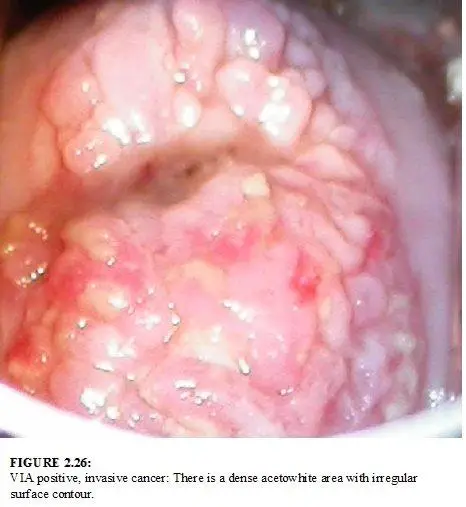 FIGURE 2.26:
VIA positive, invasive cancer: There is a dense acetowhite area with irregular
surface contour.